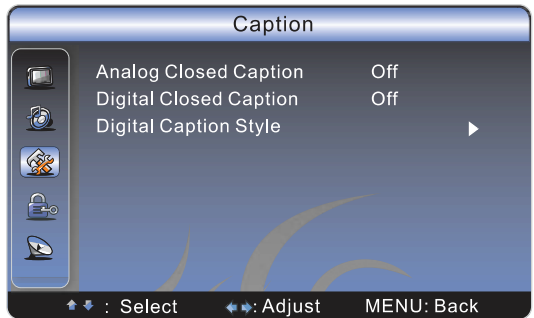 Caption
Analog Closed Caption Off
Digital Closed Caption Off
Digital Caption Style
: Select : Adjust MENU: Back